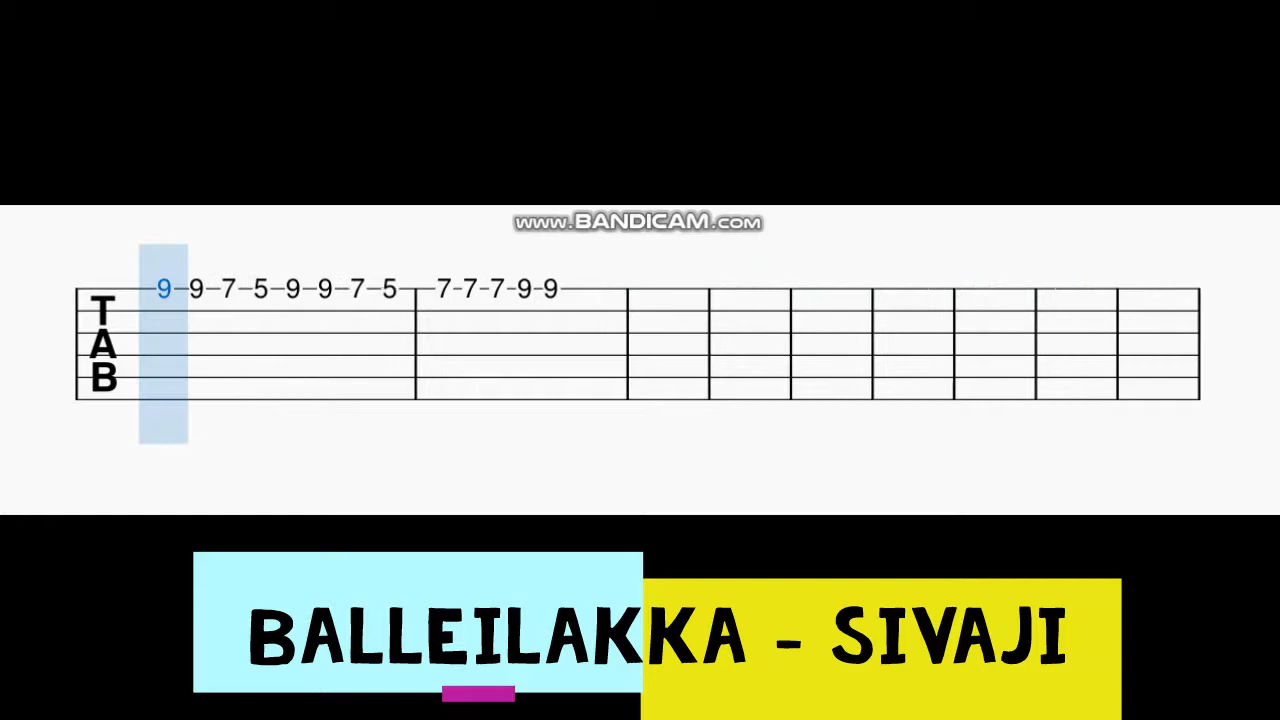 www.BANDICAM.com
9 9 7 5 9 9 7 5 7 7 7 9 9
T
A
B
BALLEILAKKA - SIVAJI